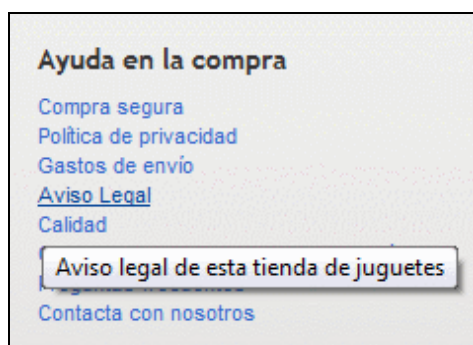 Ayuda en la compra
Compra segura
Política de privacidad
Gastos de envío
Aviso Legal
Calidad
Aviso legal de esta tienda de juguetes
Contacta con nosotros